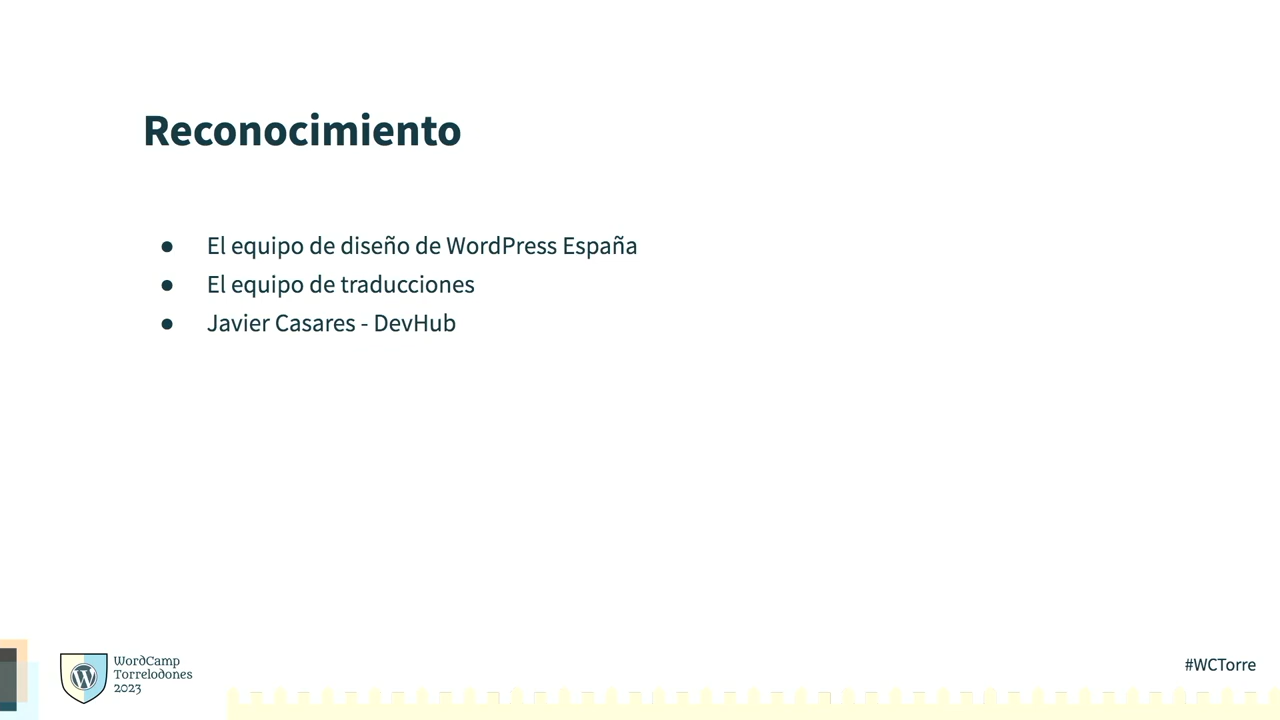 Reconocimiento
● El equipo de diseño de WordPress España
● El equipo de traducciones
● Javier Casares - DevHub
WordCamp
Torrelodones
2023
#WCTorre